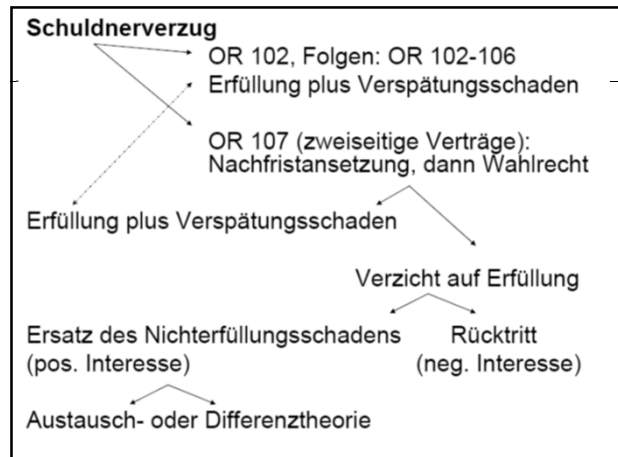 Schuldnerverzug
OR 102, Folgen: OR 102-106
Erfüllung plus Verspätungsschaden
OR 107 (zweiseitige Verträge):
Nachfristansetzung, dann Wahlrecht
Erfüllung plus Verspätungsschaden
Verzicht auf Erfüllung
Ersatz des Nichterfüllungsschadens Rücktritt
(pos. Interesse) (neg. Interesse)
Austausch- oder Differenztheorie